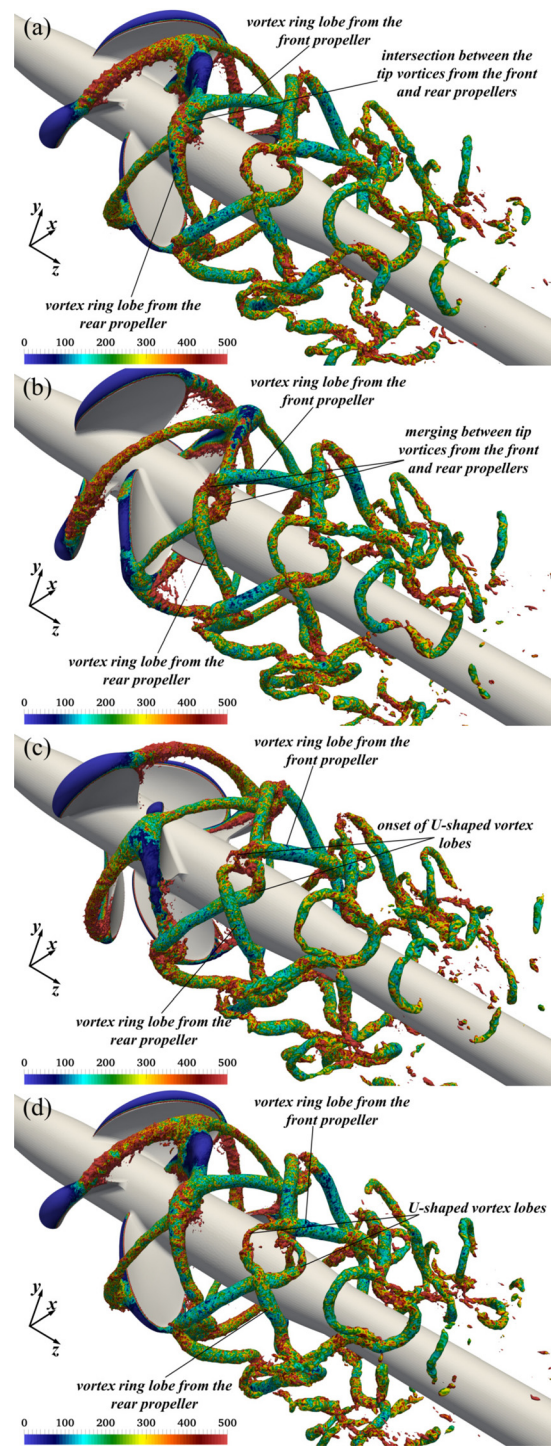 (a)
vortex ring lobe from the
front propeller
intersection between the
tip vortices from the front
and rear propellers
y
x
z
vortex ring lobe from the
rear propeller
0 100 200 300 400 500
(b)
vortex ring lobe from the
front propeller
merging between tip
vortices from the front
and rear propellers
y
x
z
vortex ring lobe from the
rear propeller
0 100 200 300 400 500
(c)
vortex ring lobe from the
front propeller
onset of U-shaped vortex
lobes
y
x
z
vortex ring lobe from the
rear propeller
0 100 200 300 400 500
(d)
vortex ring lobe from the
front propeller
U-shaped vortex lobes
y
x
z
vortex ring lobe from the
rear propeller
0 100 200 300 400 500